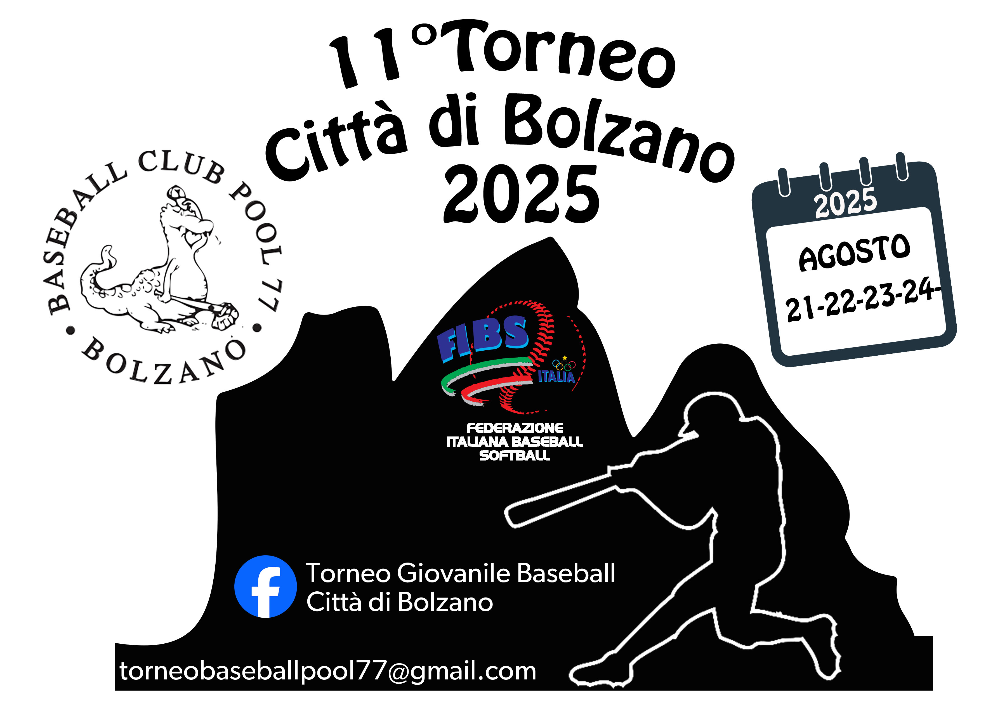 11°Torneo
Città di Bolzano
2025
BASEBALL CLUB POOL 77
• BOLZANO •
2025
AGOSTO
21-22-23-24-
FIBS
ITALIA
FEDERAZIONE
ITALIANA BASEBALL
SOFTBALL
Torneo Giovanile Baseball
Città di Bolzano
torneobaseballpool77@gmail.com